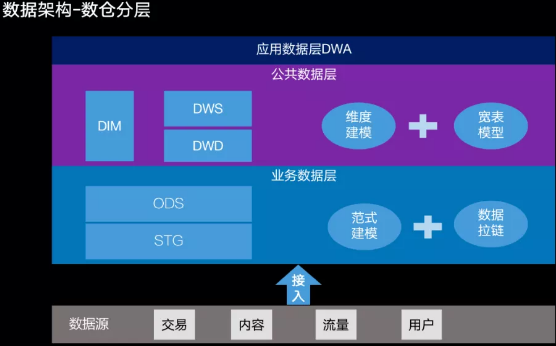 数据架构-数仓分层
应用数据层DWA
公共数据层
DIM
DWS
DWD
维度
建模
宽表
模型
业务数据层
ODS
STG
范式
建模
数据
拉链
接
入
数据源
交易
内容
流量
用户